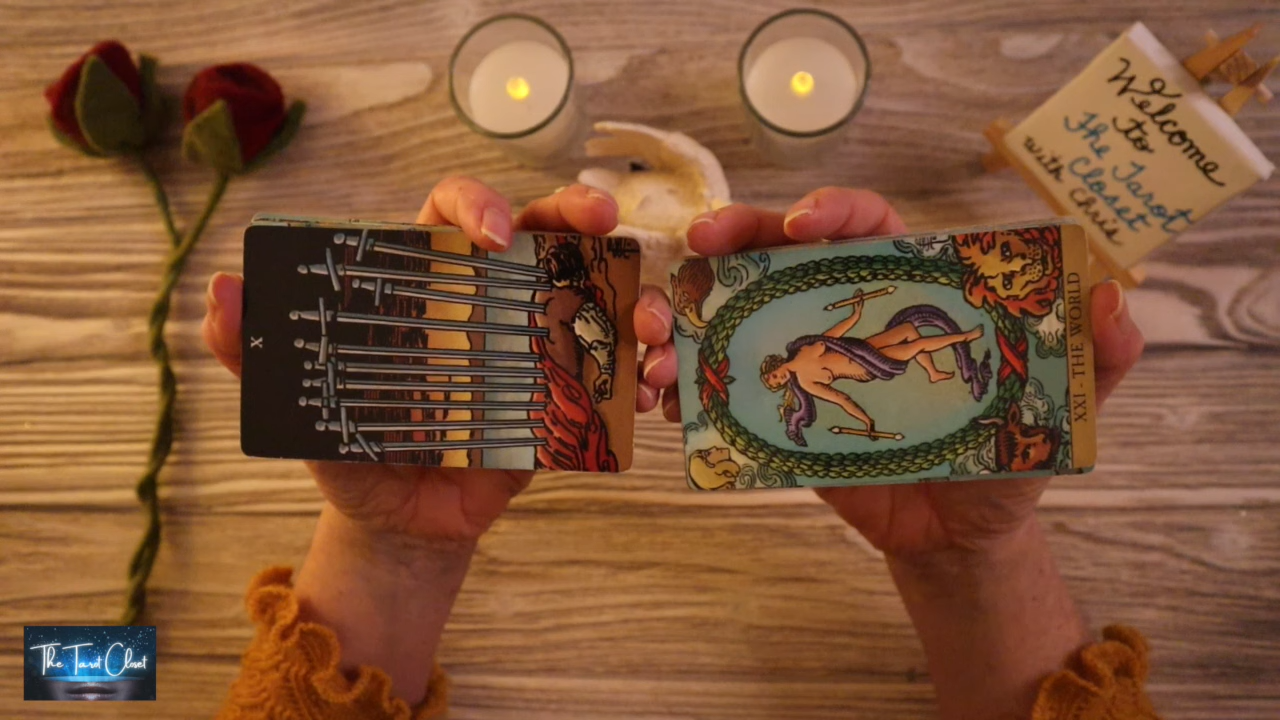 Welcome
to
The Tarot
Closet
with Chris
X
XXI - THE WORLD
The Tarot Closet